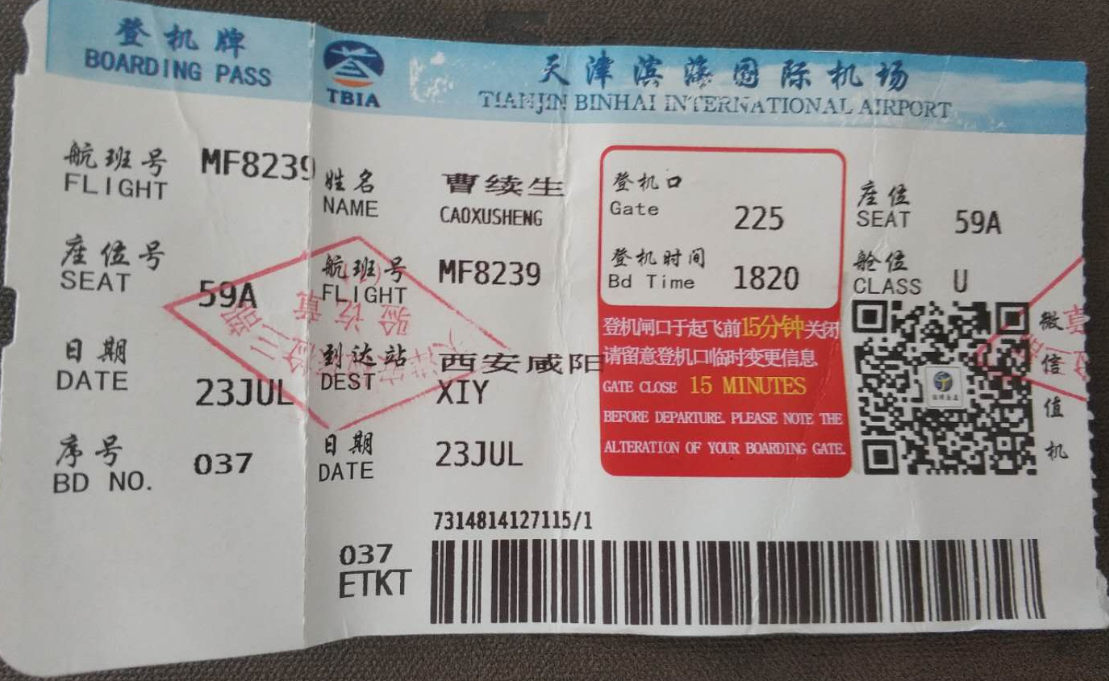 登机牌
BOARDING PASS
TBIA
天津滨海国际机场
TIANJIN BINHAI INTERNATIONAL AIRPORT
航班号 MF8239
FLIGHT
座位号
SEAT 59A
日期
DATE 23JUL
序号 037
BD NO.
姓名 曹续生
NAME CAOXUSHENG
航班号 MF8239
FLIGHT
到达站 西安咸阳
DEST XIY
日期
DATE 23JUL
登机口
Gate 225
登机时间
Bd Time 1820
登机闸口于起飞前15分钟关闭
请留意登机口临时变更信息
GATE CLOSE 15 MINUTES
BEFORE DEPARTURE. PLEASE NOTE THE
ALTERATION OF YOUR BOARDING GATE.
座位
SEAT 59A
舱位
CLASS U
微信值机
7314814127115/1
037
ETKT